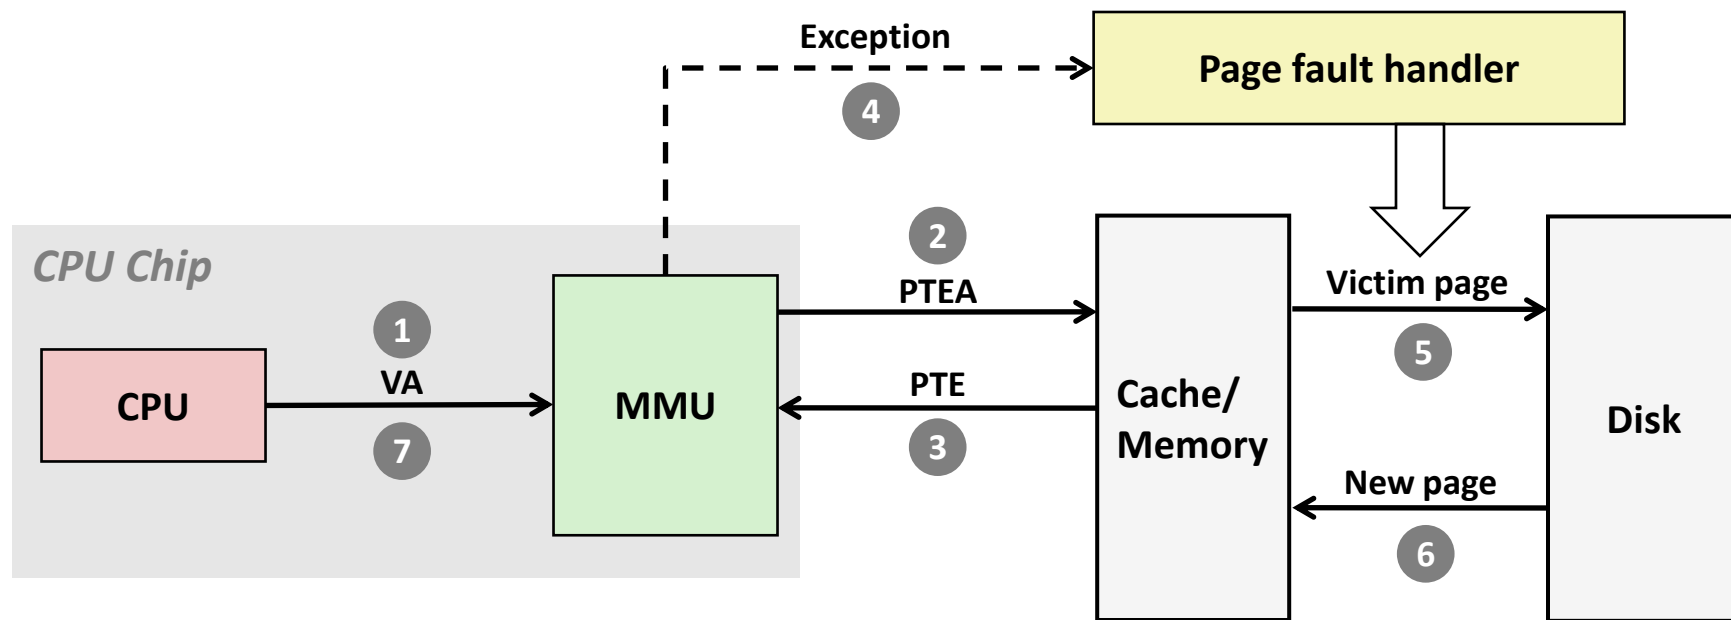 Exception
Page fault handler
4
CPU Chip
2
PTEA
Victim page
1
VA
5
CPU
MMU
PTE
Cache/
Memory
Disk
7
3
New page
6